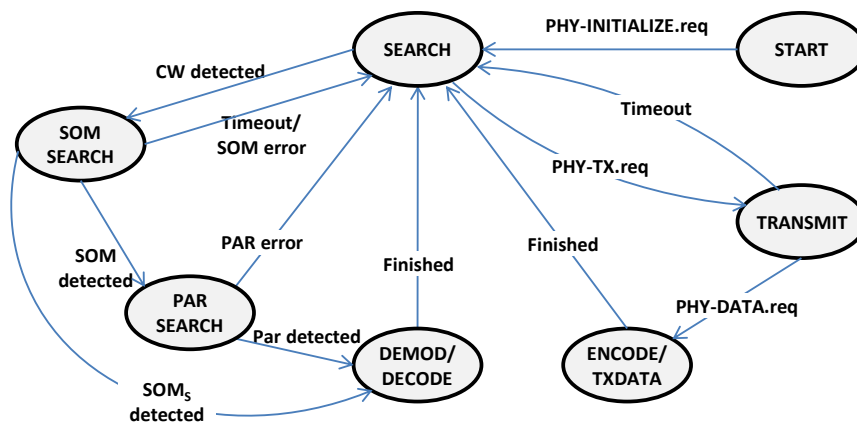 PHY-INITIALIZE.req
SEARCH
START
CW detected
Timeout/
SOM error
Timeout
SOM
SEARCH
PHY-TX.req
TRANSMIT
SOM
detected
PAR error
Finished
Finished
PHY-DATA.req
PAR
SEARCH
Par detected
DEMOD/
DECODE
ENCODE/
TXDATA
SOMS
detected